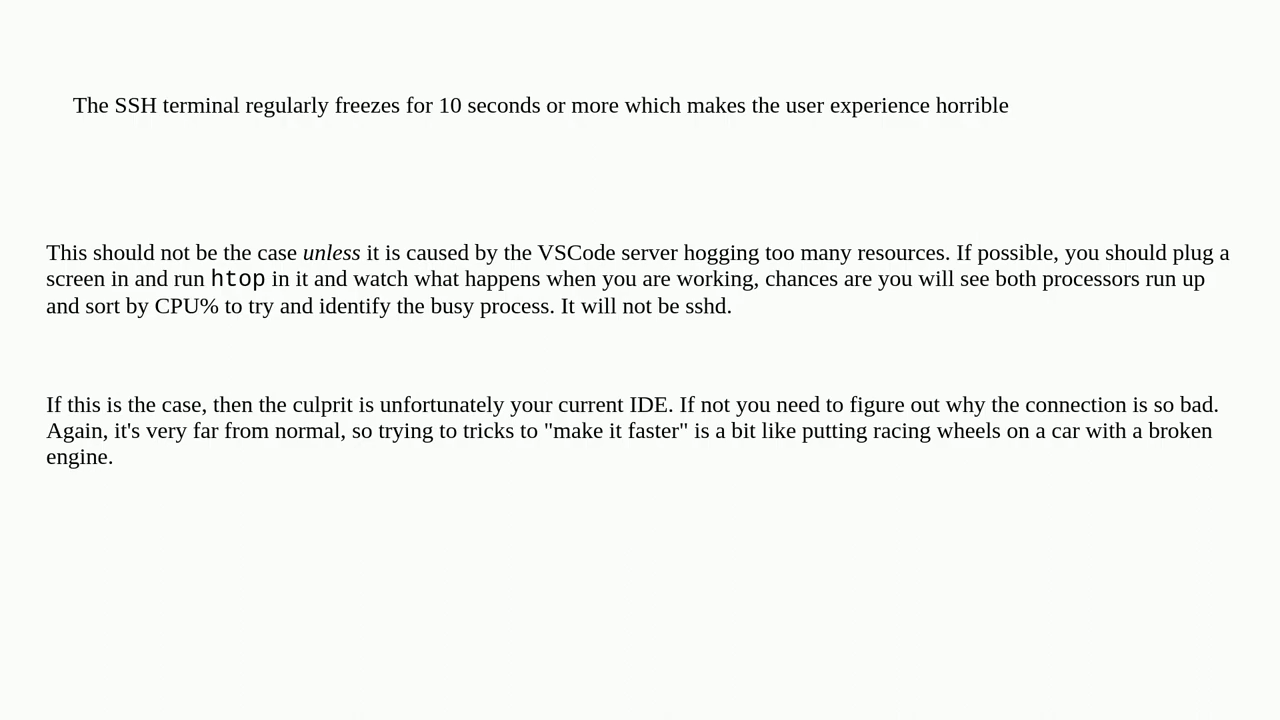 The SSH terminal regularly freezes for 10 seconds or more which makes the user experience horrible
This should not be the case unless it is caused by the VSCode server hogging too many resources. If possible, you should plug a
screen in and run htop in it and watch what happens when you are working, chances are you will see both processors run up
and sort by CPU% to try and identify the busy process. It will not be sshd.
If this is the case, then the culprit is unfortunately your current IDE. If not you need to figure out why the connection is so bad.
Again, it's very far from normal, so trying to tricks to "make it faster" is a bit like putting racing wheels on a car with a broken
engine.